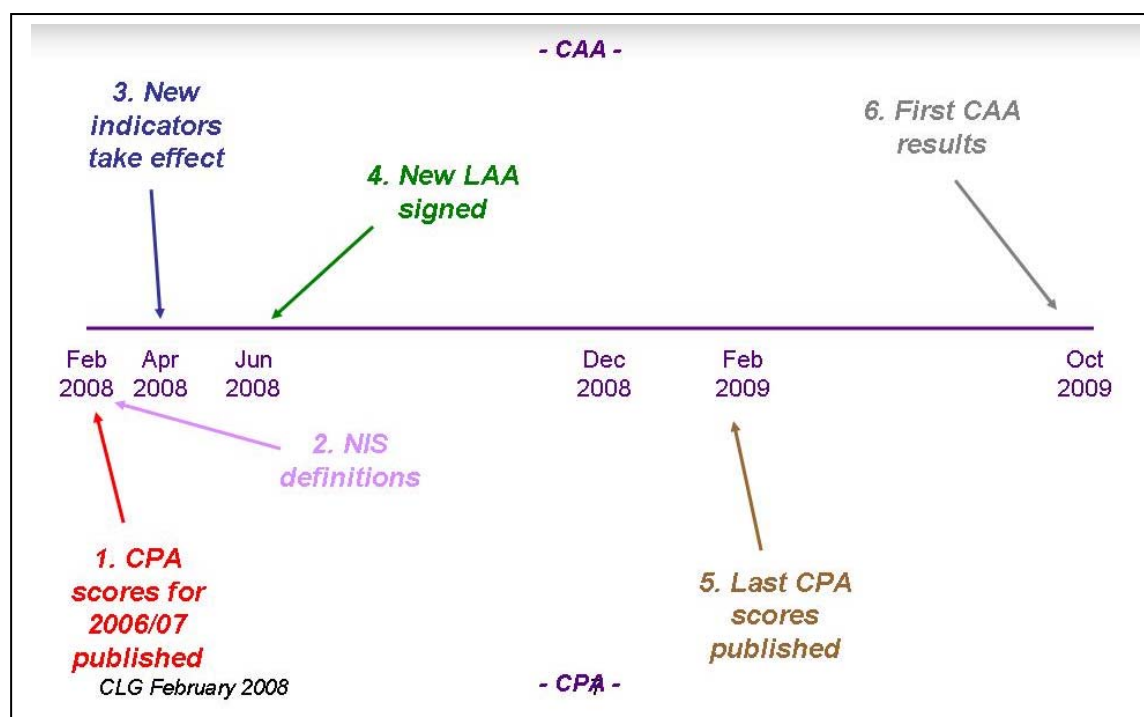 - CAA -
3. New
indicators
take effect
6. First CAA
results
4. New LAA
signed
Feb
2008
Apr
2008
Jun
2008
Dec
2008
Feb
2009
Oct
2009
2. NIS
definitions
1. CPA
scores for
2006/07
published
5. Last CPA
scores
published
CLG February 2008
- CPA -